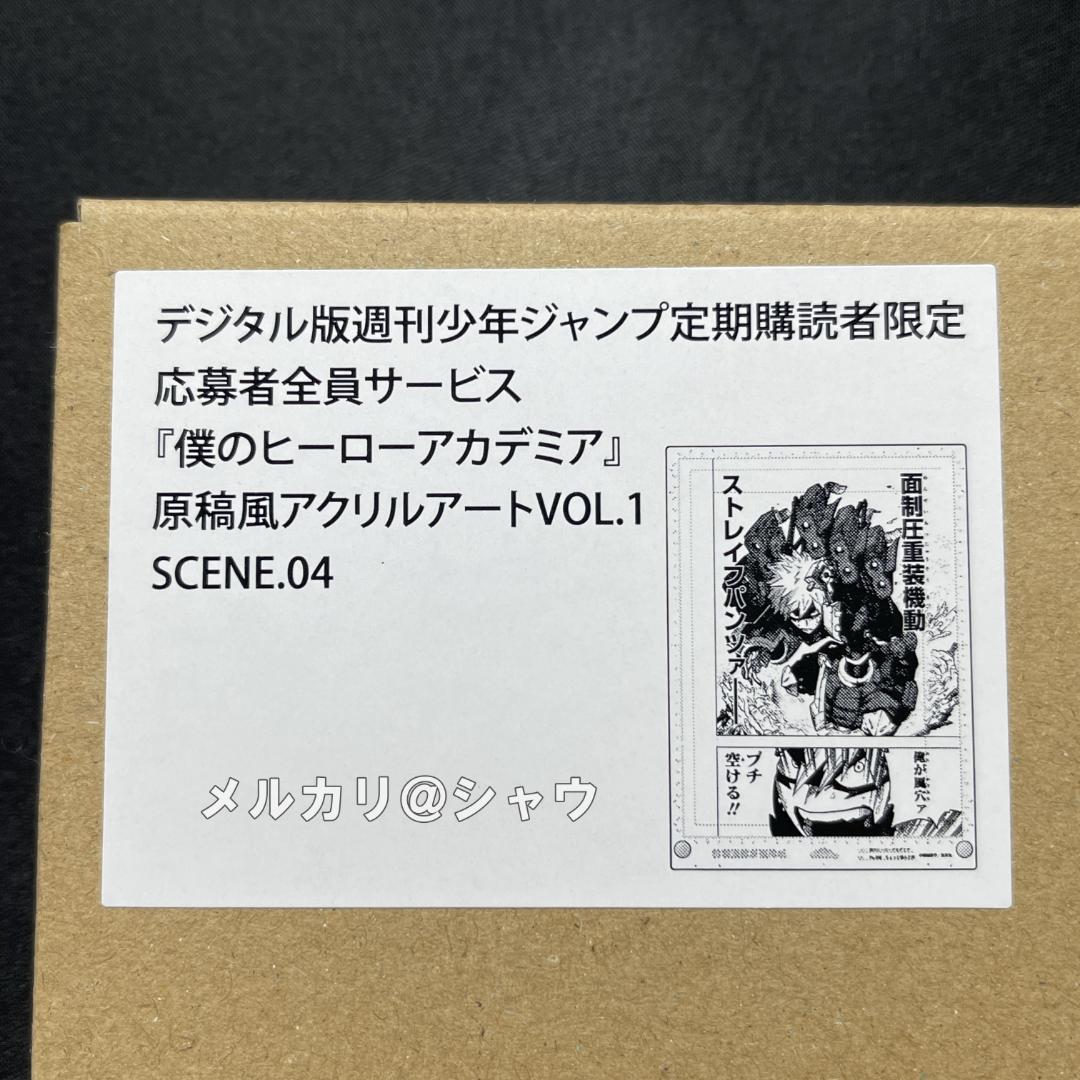 デジタル版週刊少年ジャンプ定期購読者限定
応募者全員サービス
『僕のヒーローアカデミア』
原稿風アクリルアートVOL.1
SCENE.04
面制圧重装機動
ストレイフパンツァー
俺が風穴ァ
ブチ
空ける!!
メルカリ@シャウ